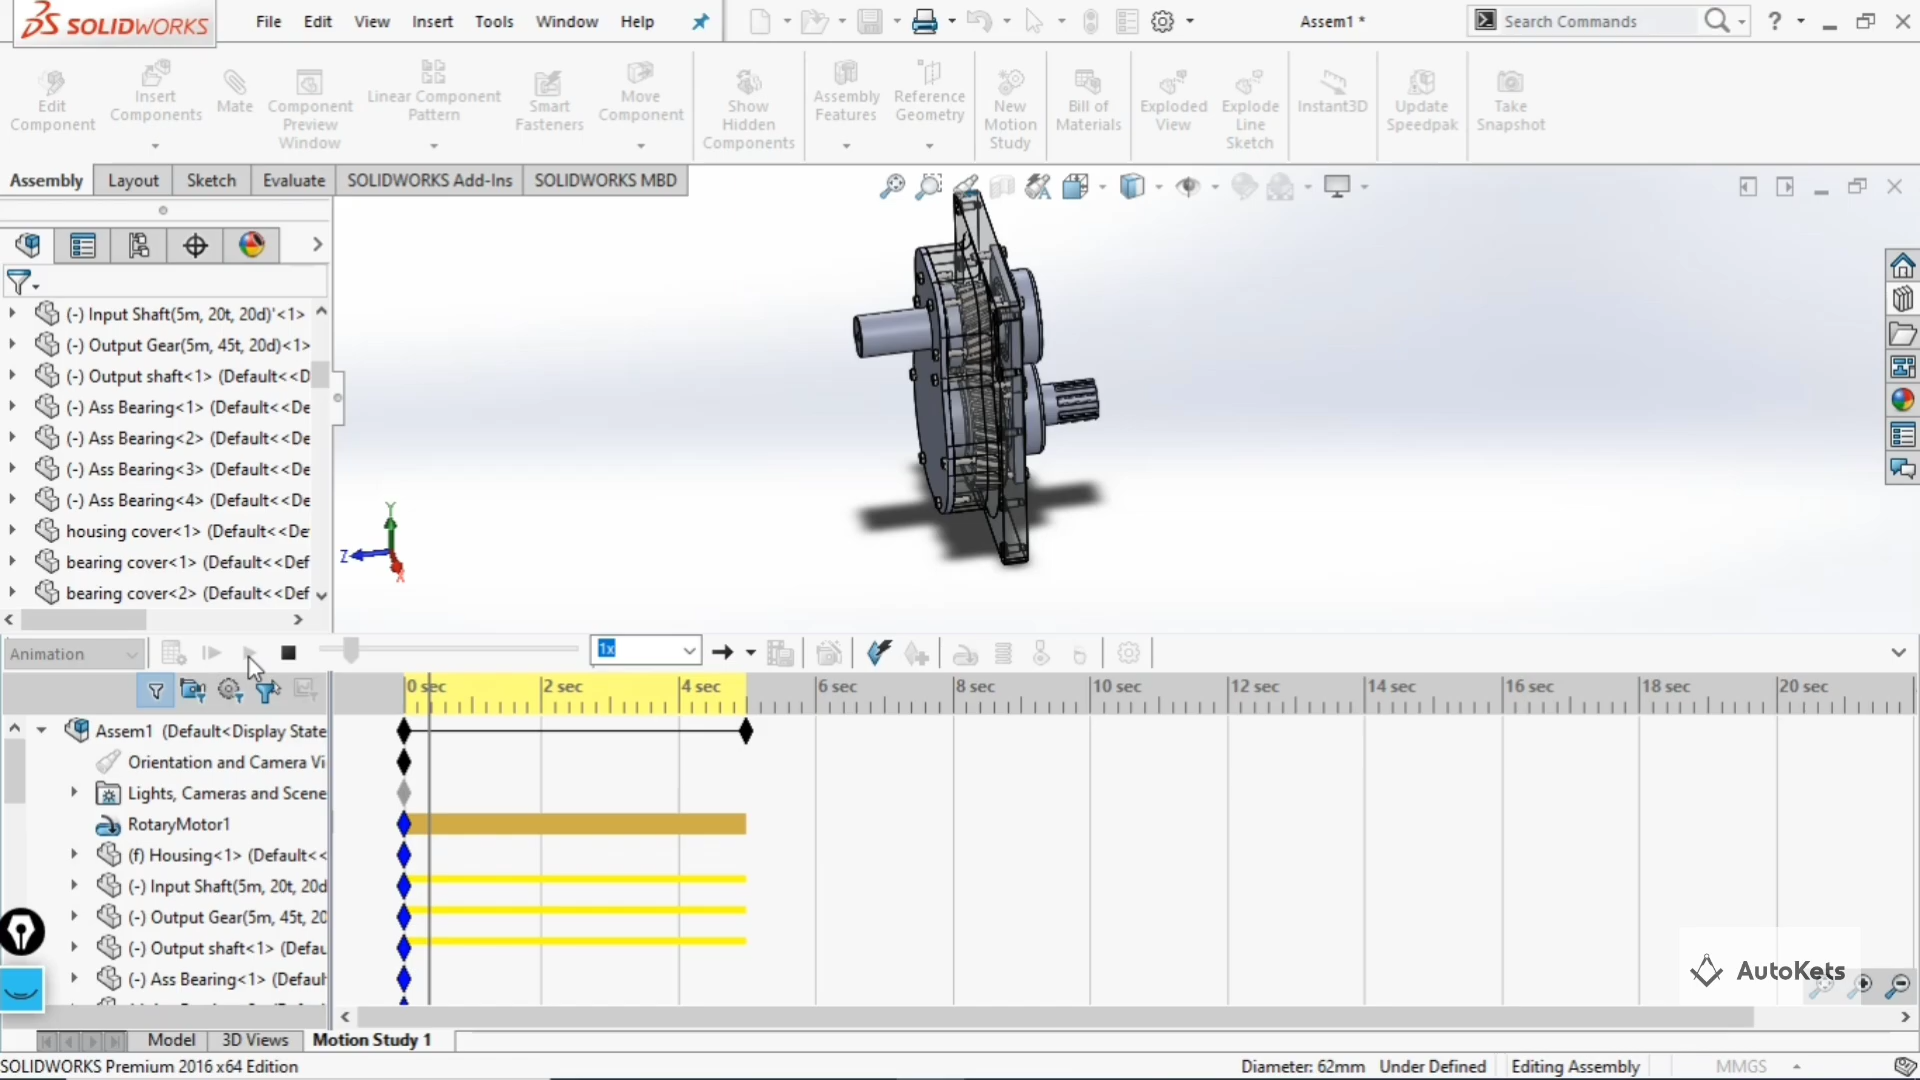 SOLIDWORKS
File Edit View Insert Tools Window Help
Assem1 *
Search Commands
?
Edit Component
Insert Components
Mate
Component Preview Window
Linear Component Pattern
Smart Fasteners
Move Component
Show Hidden Components
Assembly Features
Reference Geometry
New Motion Study
Bill of Materials
Exploded View
Explode Line Sketch
Instant3D
Update Speedpak
Take Snapshot
Assembly Layout Sketch Evaluate SOLIDWORKS Add-Ins SOLIDWORKS MBD
(-) Input Shaft(5m, 20t, 20d)'<1>
(-) Output Gear(5m, 45t, 20d)<1>
(-) Output shaft<1> (Default<<D
(-) Ass Bearing<1> (Default<<De
(-) Ass Bearing<2> (Default<<De
(-) Ass Bearing<3> (Default<<De
(-) Ass Bearing<4> (Default<<De
housing cover<1> (Default<<De
bearing cover<1> (Default<<Def
bearing cover<2> (Default<<Def
Y
Z
X
Animation
1x
0 sec 2 sec 4 sec 6 sec 8 sec 10 sec 12 sec 14 sec 16 sec 18 sec 20 sec
Assem1 (Default<Display State
Orientation and Camera Vi
Lights, Cameras and Scene
RotaryMotor1
(f) Housing<1> (Default<<
(-) Input Shaft(5m, 20t, 20d
(-) Output Gear(5m, 45t, 20
(-) Output shaft<1> (Defau
(-) Ass Bearing<1> (Default
AutoKets
Model 3D Views Motion Study 1
SOLIDWORKS Premium 2016 x64 Edition
Diameter: 62mm Under Defined Editing Assembly MMGS